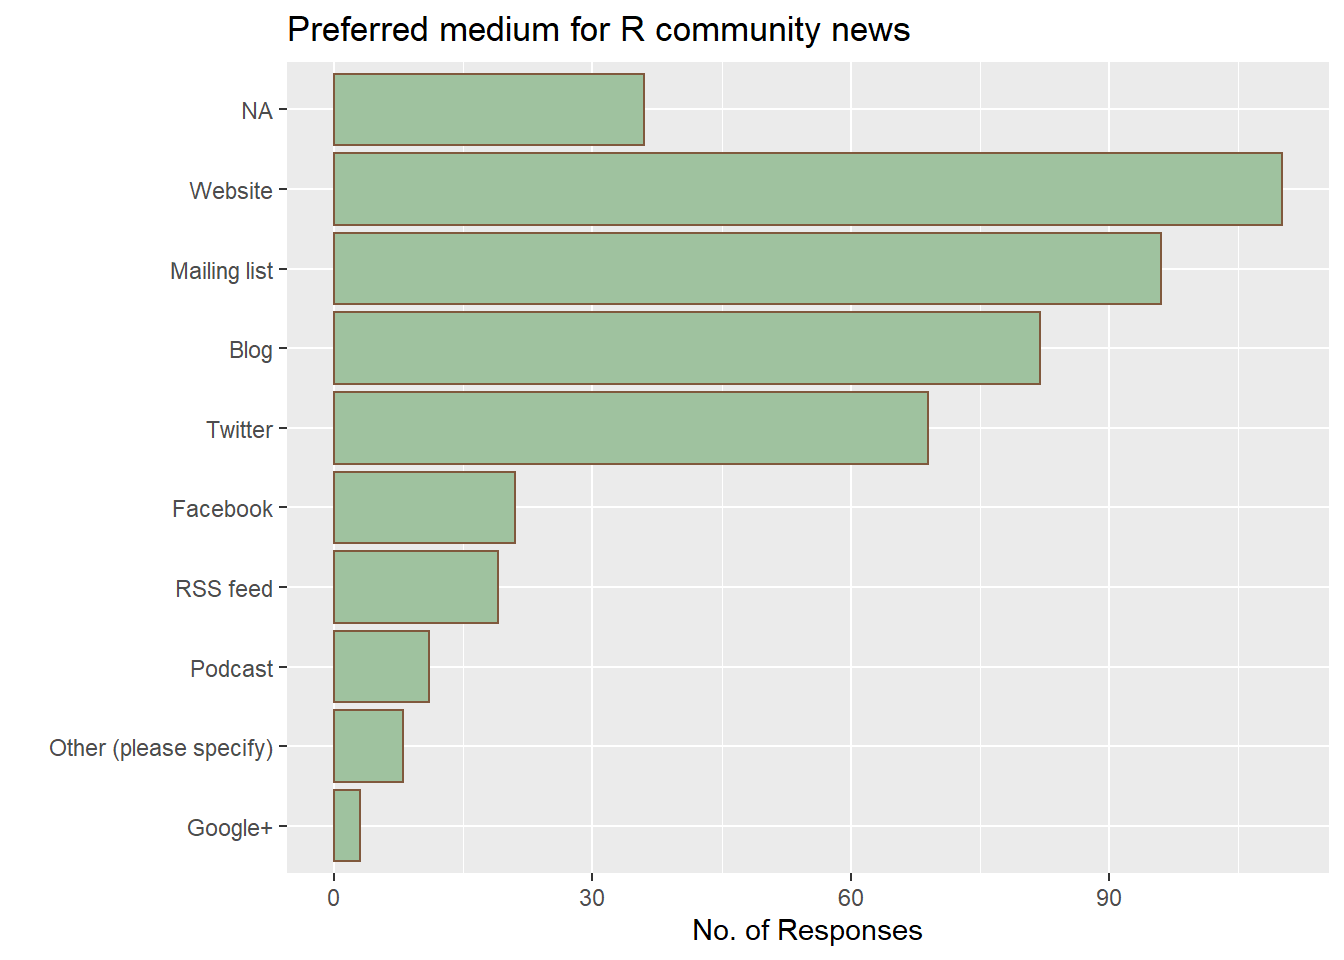 Preferred medium for R community news
NA
Website
Mailing list
Blog
Twitter
Facebook
RSS feed
Podcast
Other (please specify)
Google+
0 30 60 90
No. of Responses